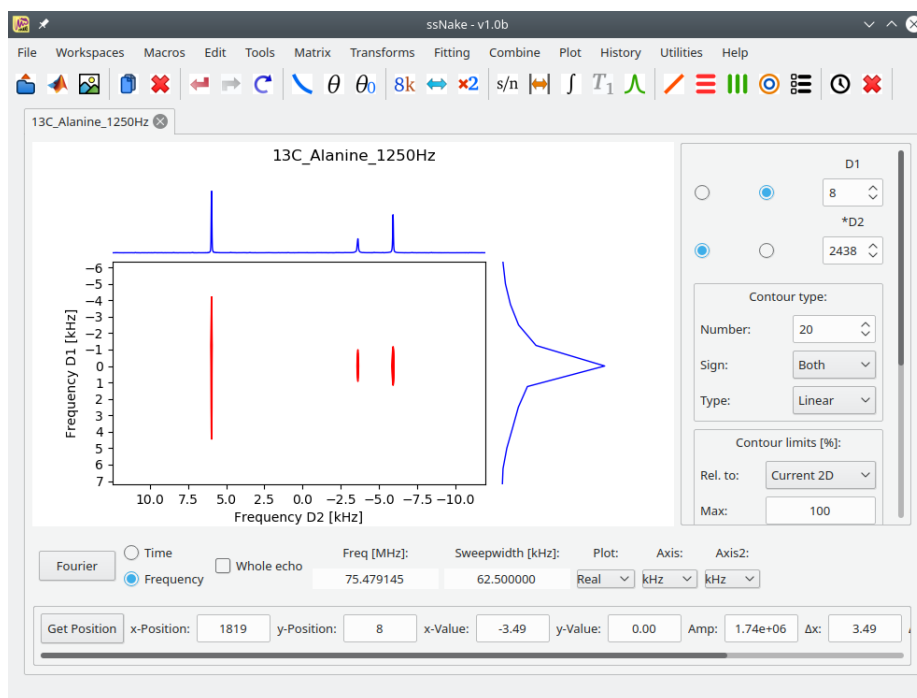 ssNake - v1.0b
File Workspaces Macros Edit Tools Matrix Transforms Fitting Combine Plot History Utilities Help
θ θ0 8k ×2 s/n ∫ T1
13C_Alanine_1250Hz
13C_Alanine_1250Hz
−6
−5
−4
−3
−2
−1
0
1
2
3
4
5
6
7
Frequency D1 [kHz]
10.0 7.5 5.0 2.5 0.0 −2.5 −5.0 −7.5 −10.0
Frequency D2 [kHz]
D1
8
*D2
2438
Contour type:
Number: 20
Sign: Both
Type: Linear
Contour limits [%]:
Rel. to: Current 2D
Max: 100
Fourier
Time
Frequency
Whole echo
Freq [MHz]: Sweepwidth [kHz]: Plot: Axis: Axis2:
75.479145 62.500000 Real kHz kHz
Get Position x-Position: 1819 y-Position: 8 x-Value: -3.49 y-Value: 0.00 Amp: 1.74e+06 Δx: 3.49